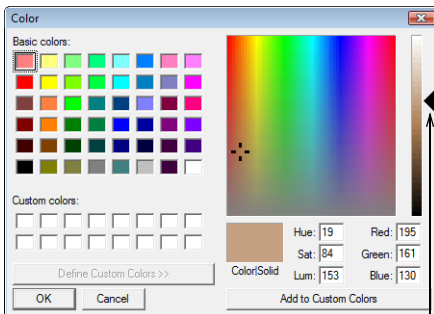 Color
Basic colors:
Custom colors:
Define Custom Colors >>
OK
Cancel
Color|Solid
Hue: 19
Sat: 84
Lum: 153
Red: 195
Green: 161
Blue: 130
Add to Custom Colors